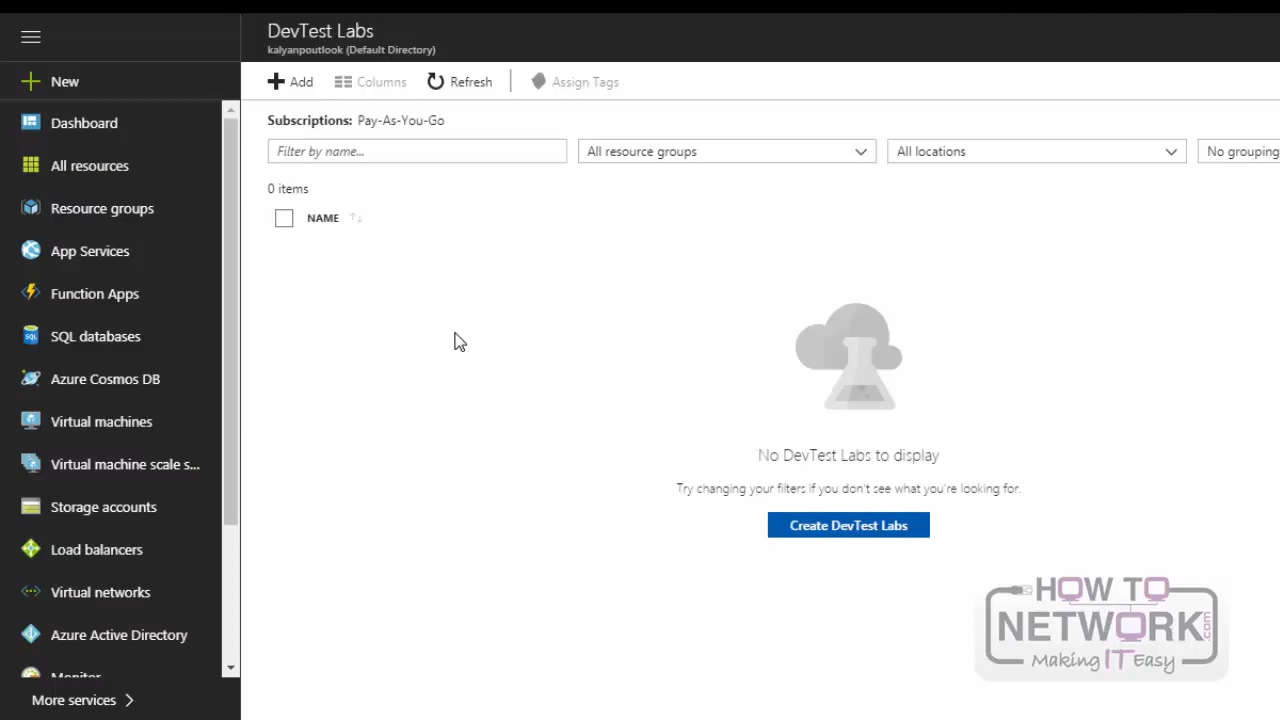 DevTest Labs
kalyanpoutlook (Default Directory)
New
Add
Columns
Refresh
Assign Tags
Dashboard
All resources
Resource groups
App Services
Function Apps
SQL databases
Azure Cosmos DB
Virtual machines
Virtual machine scale s...
Storage accounts
Load balancers
Virtual networks
Azure Active Directory
Monitor
More services
Subscriptions: Pay-As-You-Go
Filter by name...
All resource groups
All locations
No grouping
0 items
NAME
No DevTest Labs to display
Try changing your filters if you don't see what you're looking for.
Create DevTest Labs
HOW TO
NETWORK.com
Making IT Easy